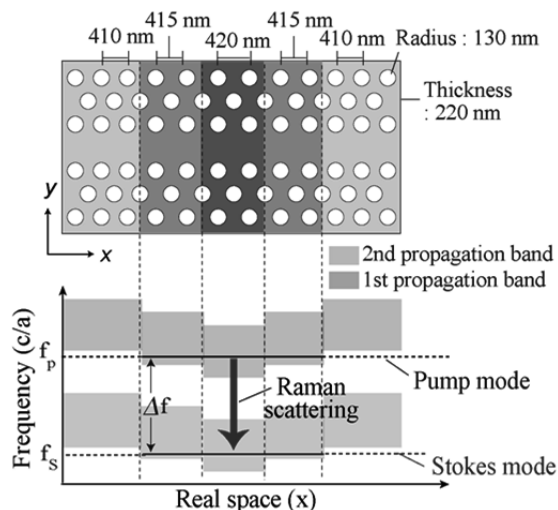 415 nm 415 nm
410 nm 420 nm 410 nm
Radius : 130 nm
Thickness
: 220 nm
y
x
2nd propagation band
1st propagation band
Frequency (c/a)
fp
Δf
Raman
scattering
Pump mode
fS
Stokes mode
Real space (x)